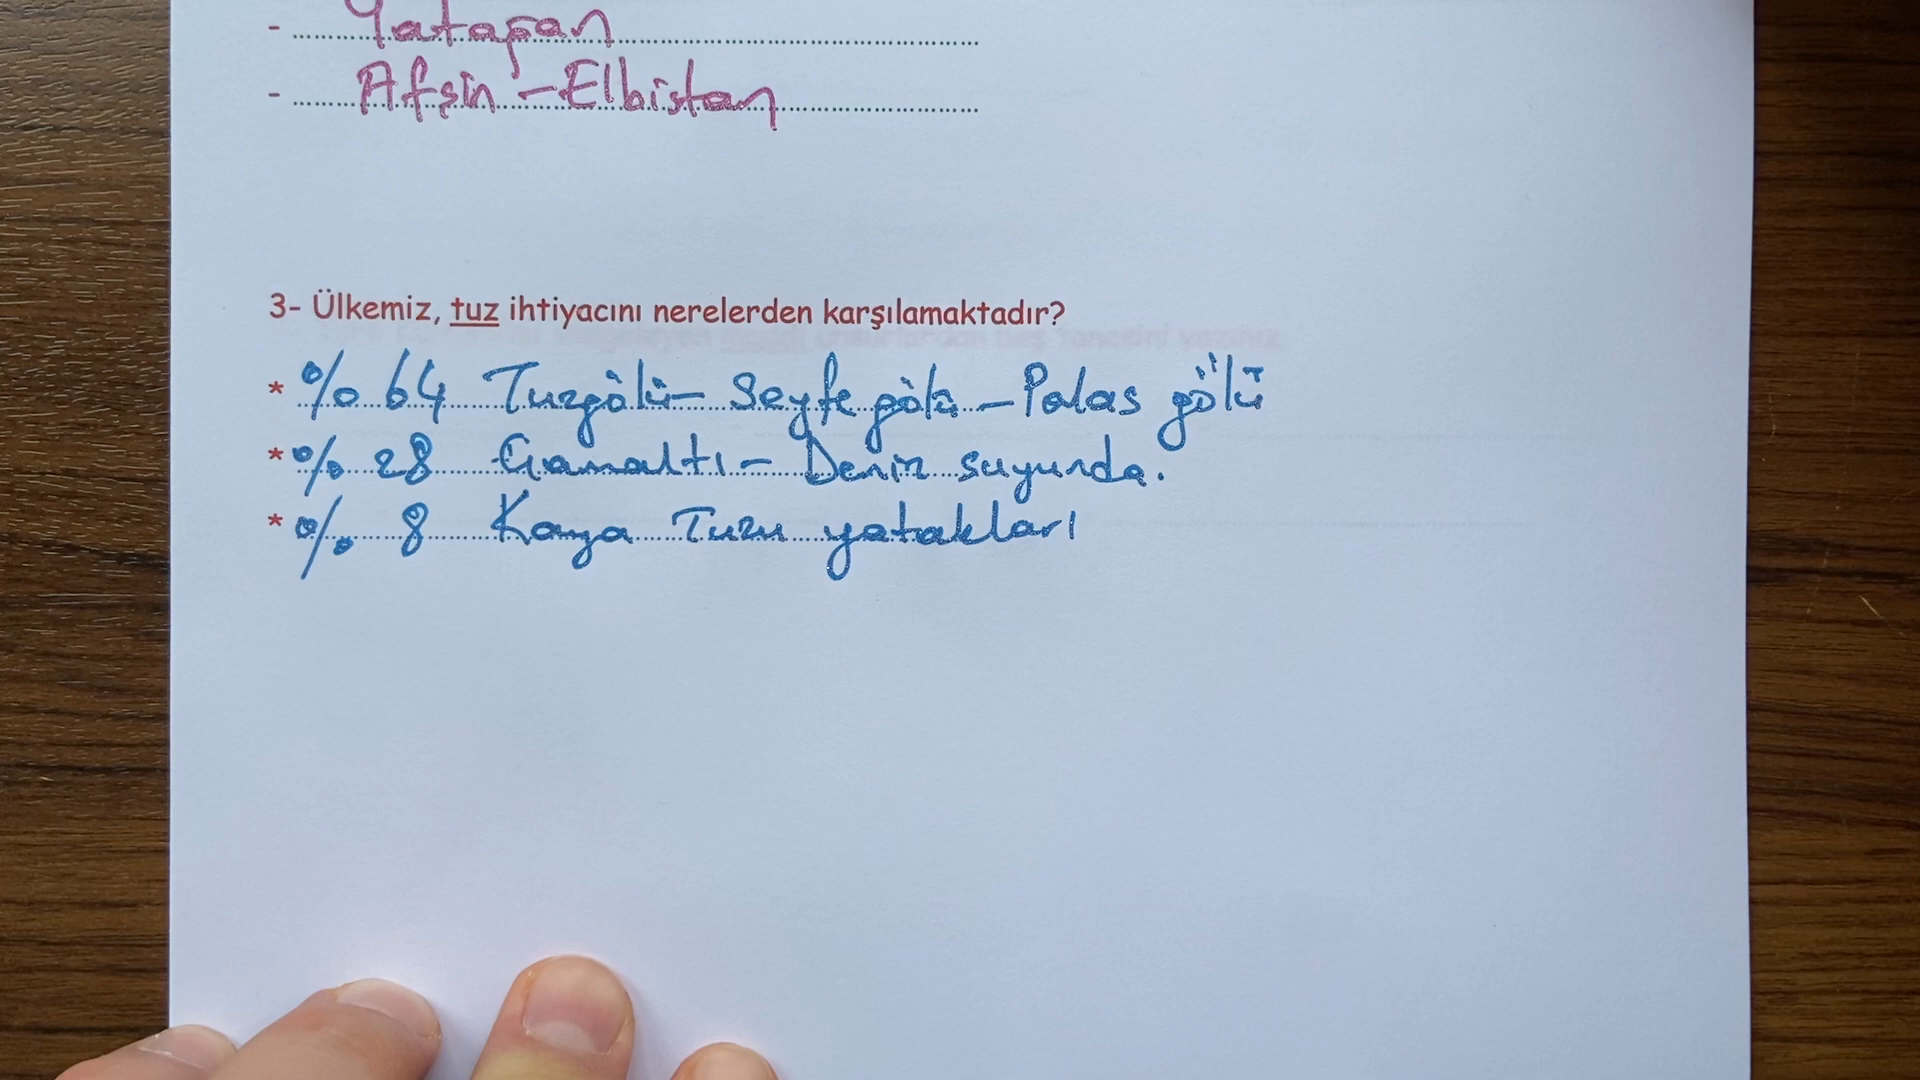 - Yatağan
- Afşin - Elbistan
3- Ülkemiz, tuz ihtiyacını nerelerden karşılamaktadır?
* % 64 Tuzgölü - Seyfe gölü - Palas gölü
* % 28 Çamaltı - Deniz suyunda.
* % 8 Kaya Tuzu yatakları